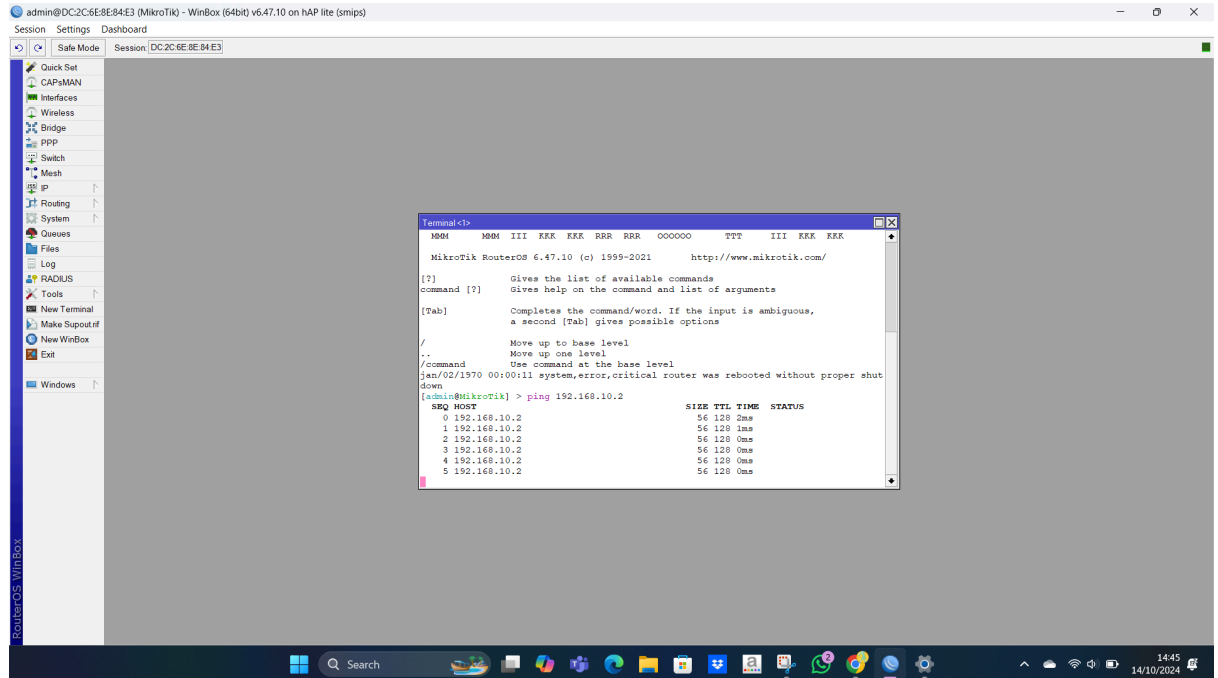 admin@DC:2C:6E:8E:84:E3 (MikroTik) - WinBox (64bit) v6.47.10 on hAP lite (smips)
Session Settings Dashboard
Safe Mode Session: DC:2C:6E:8E:84:E3
Quick Set
CAPsMAN
Interfaces
Wireless
Bridge
PPP
Switch
Mesh
IP
Routing
System
Queues
Files
Log
RADIUS
Tools
New Terminal
Make Supout.rif
New WinBox
Exit
Windows
RouterOS WinBox
Terminal <1>
MMM MMM III KKK KKK RRR RRR OOOOOO TTT III KKK KKK
MikroTik RouterOS 6.47.10 (c) 1999-2021 http://www.mikrotik.com/
[?] Gives the list of available commands
command [?] Gives help on the command and list of arguments
[Tab] Completes the command/word. If the input is ambiguous,
a second [Tab] gives possible options
/ Move up to base level
.. Move up one level
/command Use command at the base level
jan/02/1970 00:00:11 system,error,critical router was rebooted without proper shut
down
[admin@MikroTik] > ping 192.168.10.2
SEQ HOST SIZE TTL TIME STATUS
0 192.168.10.2 56 128 2ms
1 192.168.10.2 56 128 1ms
2 192.168.10.2 56 128 0ms
3 192.168.10.2 56 128 0ms
4 192.168.10.2 56 128 0ms
5 192.168.10.2 56 128 0ms
Search
2
14:45
14/10/2024